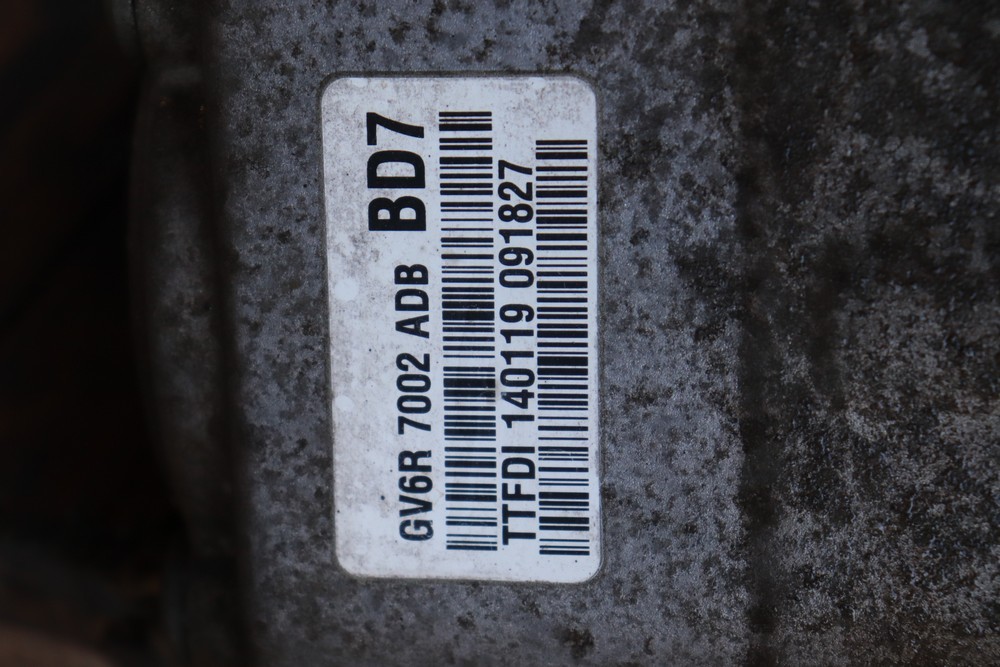 GV6R 7002 ADB BD7
TTFDI 140119 091827